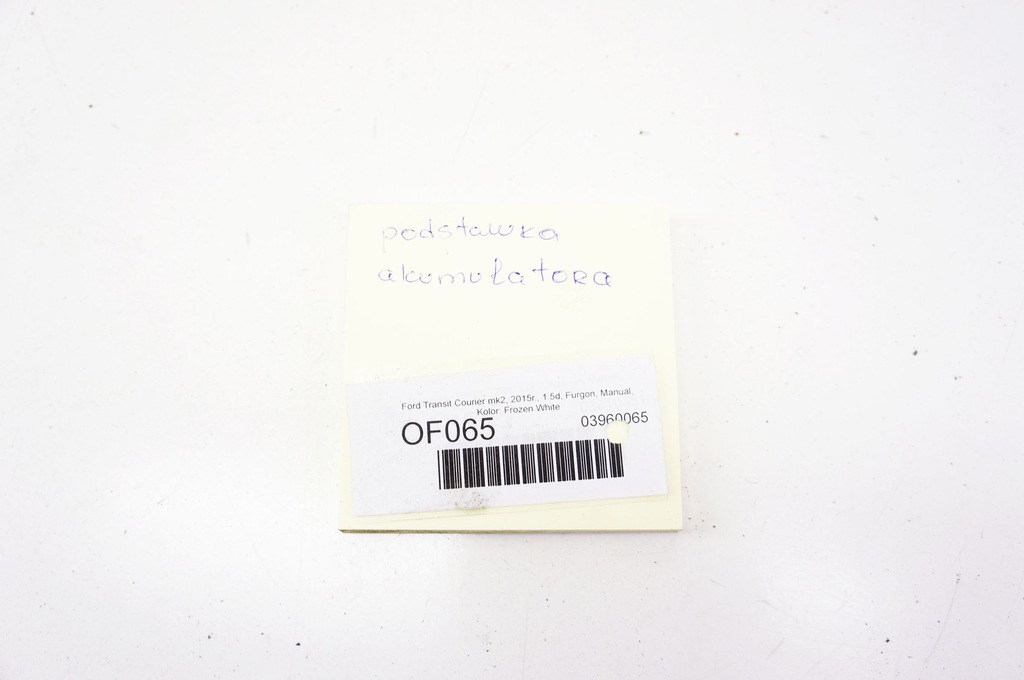 podstawka
akumulatora
Ford Transit Courier mk2, 2015r., 1.5d, Furgon, Manual,
Kolor: Frozen White
OF065
03960065